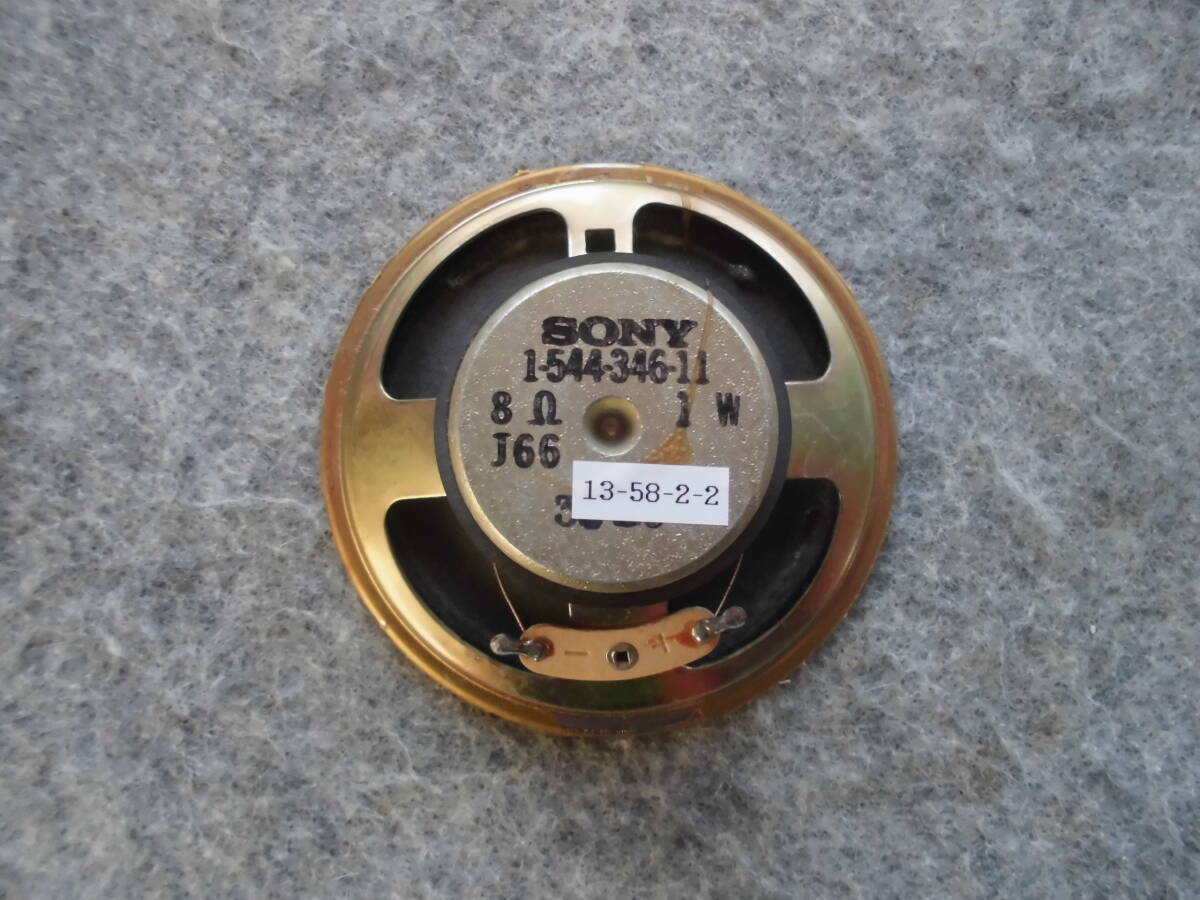 SONY
1-544-346-11
8 Ω 1 W
J66
13-58-2-2
− +